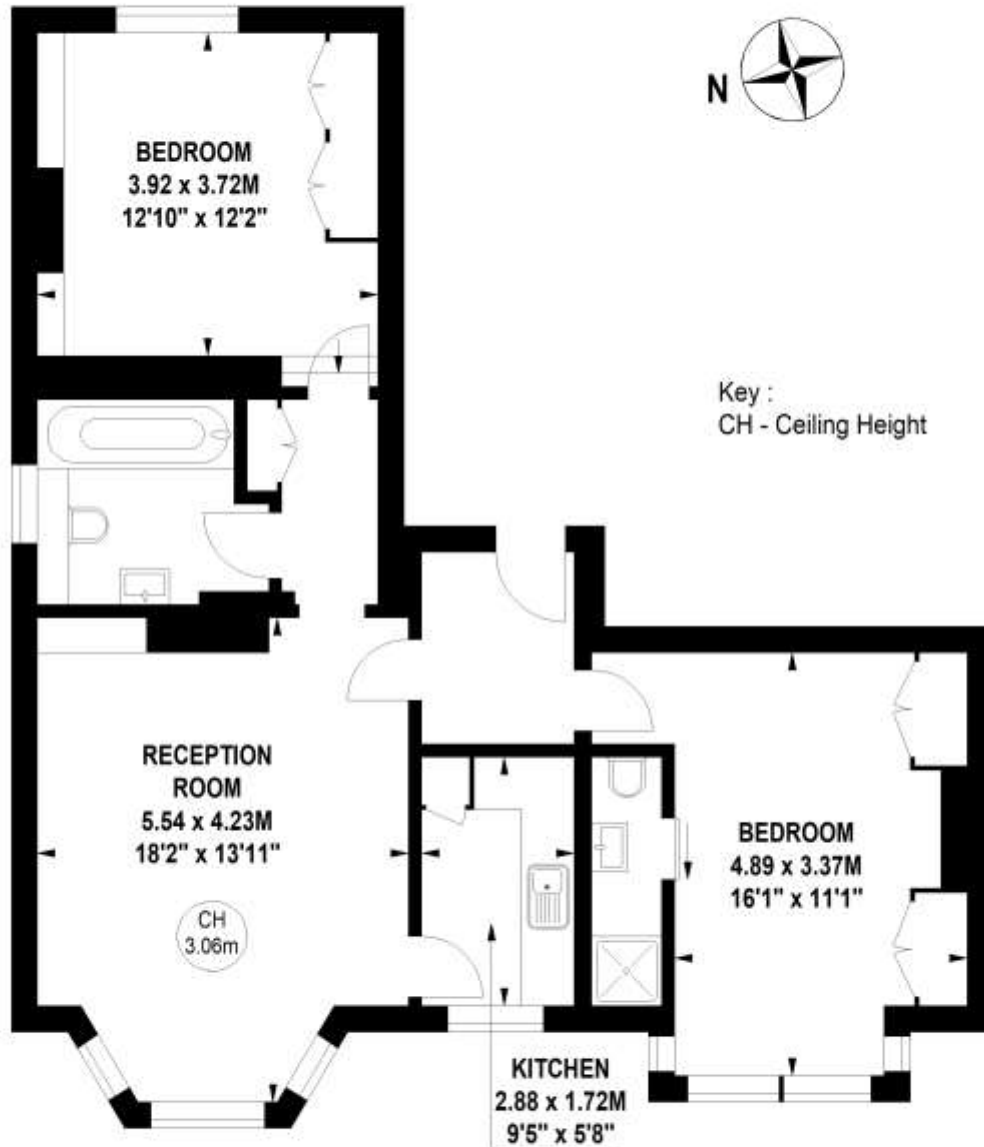 N
BEDROOM
3.92 x 3.72M
12'10" x 12'2"
Key :
CH - Ceiling Height
RECEPTION
ROOM
5.54 x 4.23M
18'2" x 13'11"
CH
3.06m
BEDROOM
4.89 x 3.37M
16'1" x 11'1"
KITCHEN
2.88 x 1.72M
9'5" x 5'8"